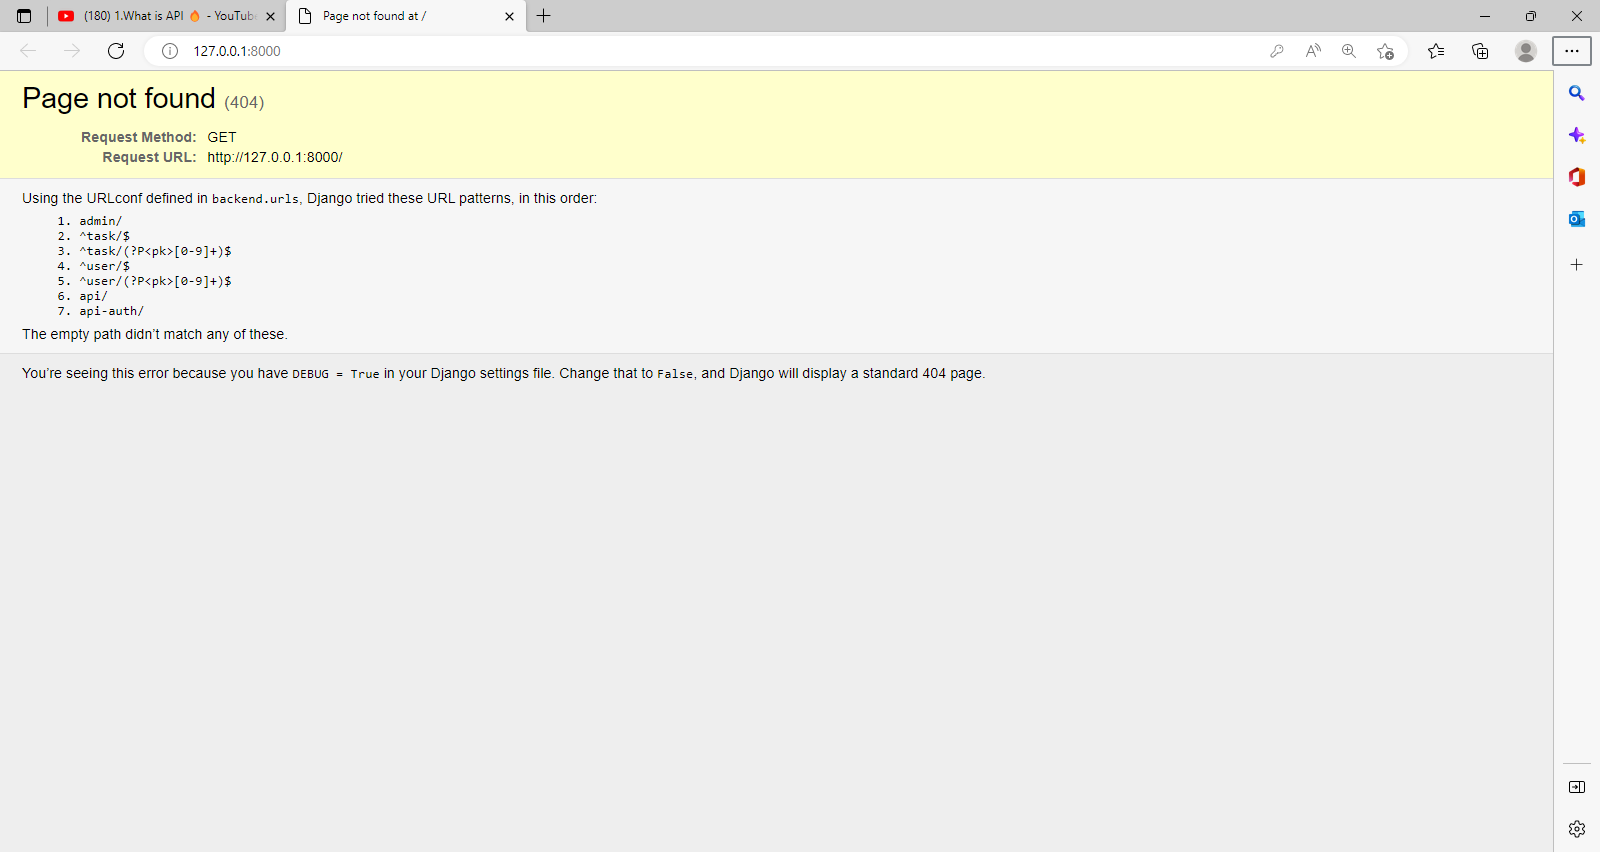 (180) 1.What is API 🔥 - YouTube
Page not found at /
127.0.0.1:8000
Page not found (404)
Request Method: GET
Request URL: http://127.0.0.1:8000/
Using the URLconf defined in backend.urls, Django tried these URL patterns, in this order:
1. admin/
2. ^task/$
3. ^task/(?P<pk>[0-9]+)$
4. ^user/$
5. ^user/(?P<pk>[0-9]+)$
6. api/
7. api-auth/
The empty path didn’t match any of these.
You’re seeing this error because you have DEBUG = True in your Django settings file. Change that to False, and Django will display a standard 404 page.